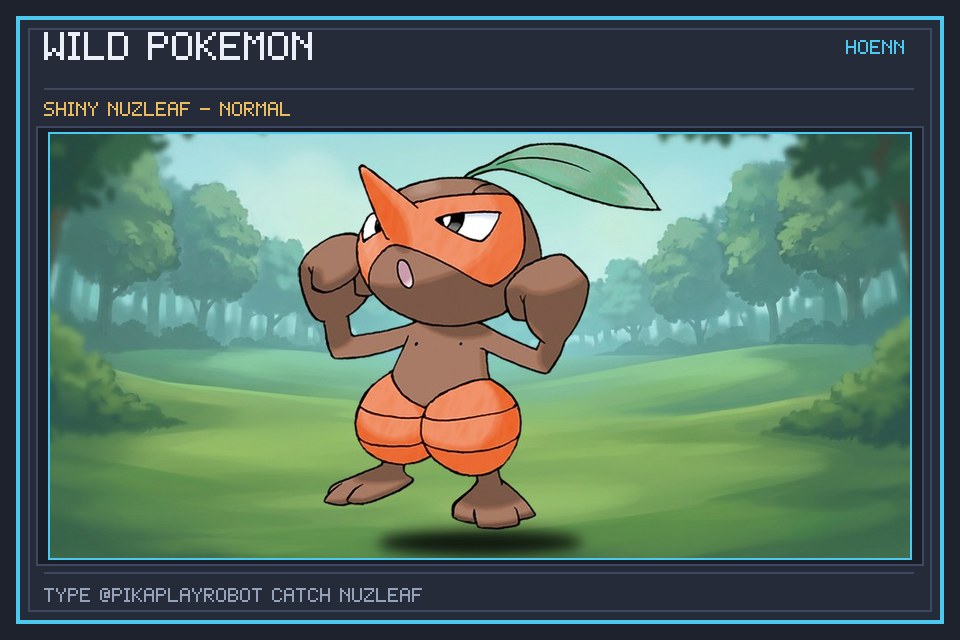 WILD POKEMON
HOENN
SHINY NUZLEAF - NORMAL
TYPE @PIKAPLAYROBOT CATCH NUZLEAF